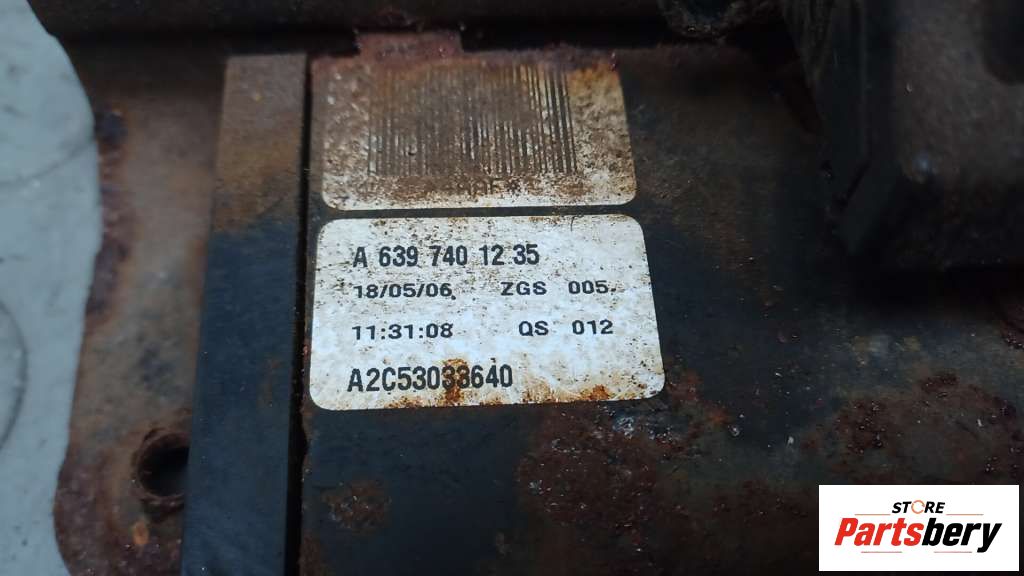 A 639 740 12 35
18/05/06 ZGS 005.
11:31:08 QS 012
A2C53033640
STORE
Partsbery